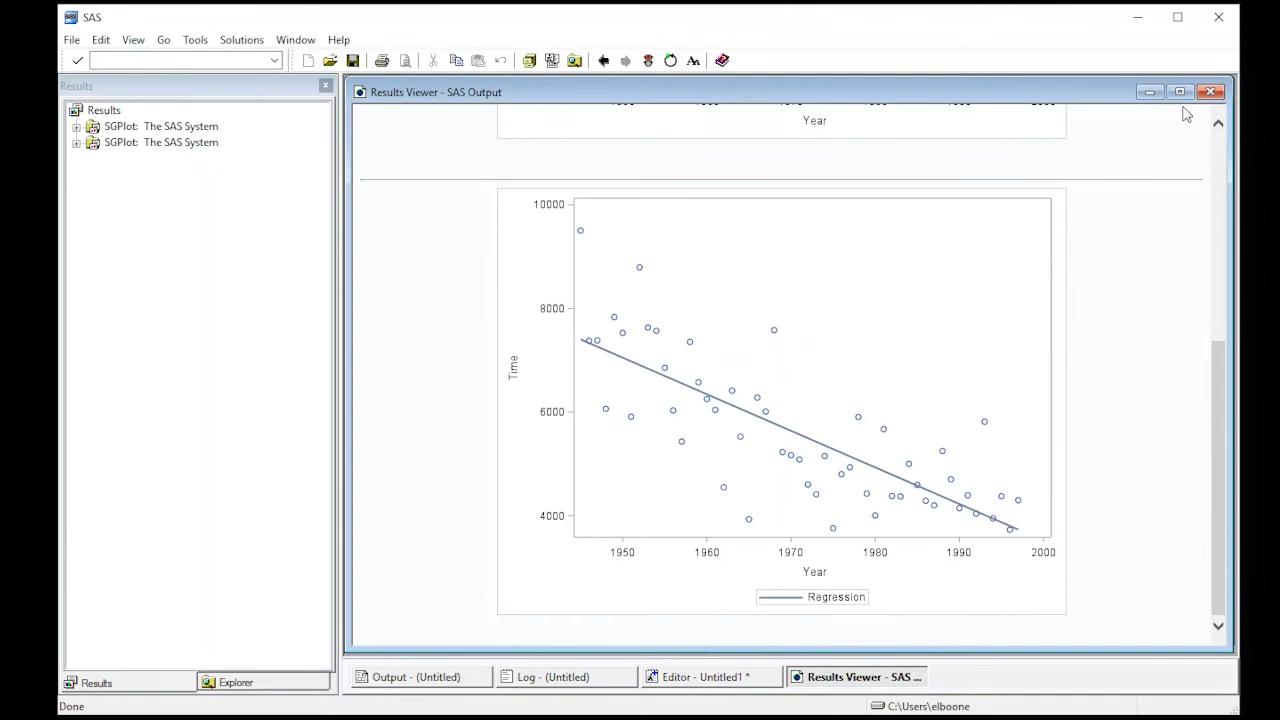 SAS
File Edit View Go Tools Solutions Window Help
Results
Results Viewer - SAS Output
Results
SGPlot: The SAS System
SGPlot: The SAS System
Year
10000
8000
Time
6000
4000
1950 1960 1970 1980 1990 2000
Year
Regression
Results Explorer
Output - (Untitled) Log - (Untitled) Editor - Untitled1 * Results Viewer - SAS ...
Done C:\Users\elboone